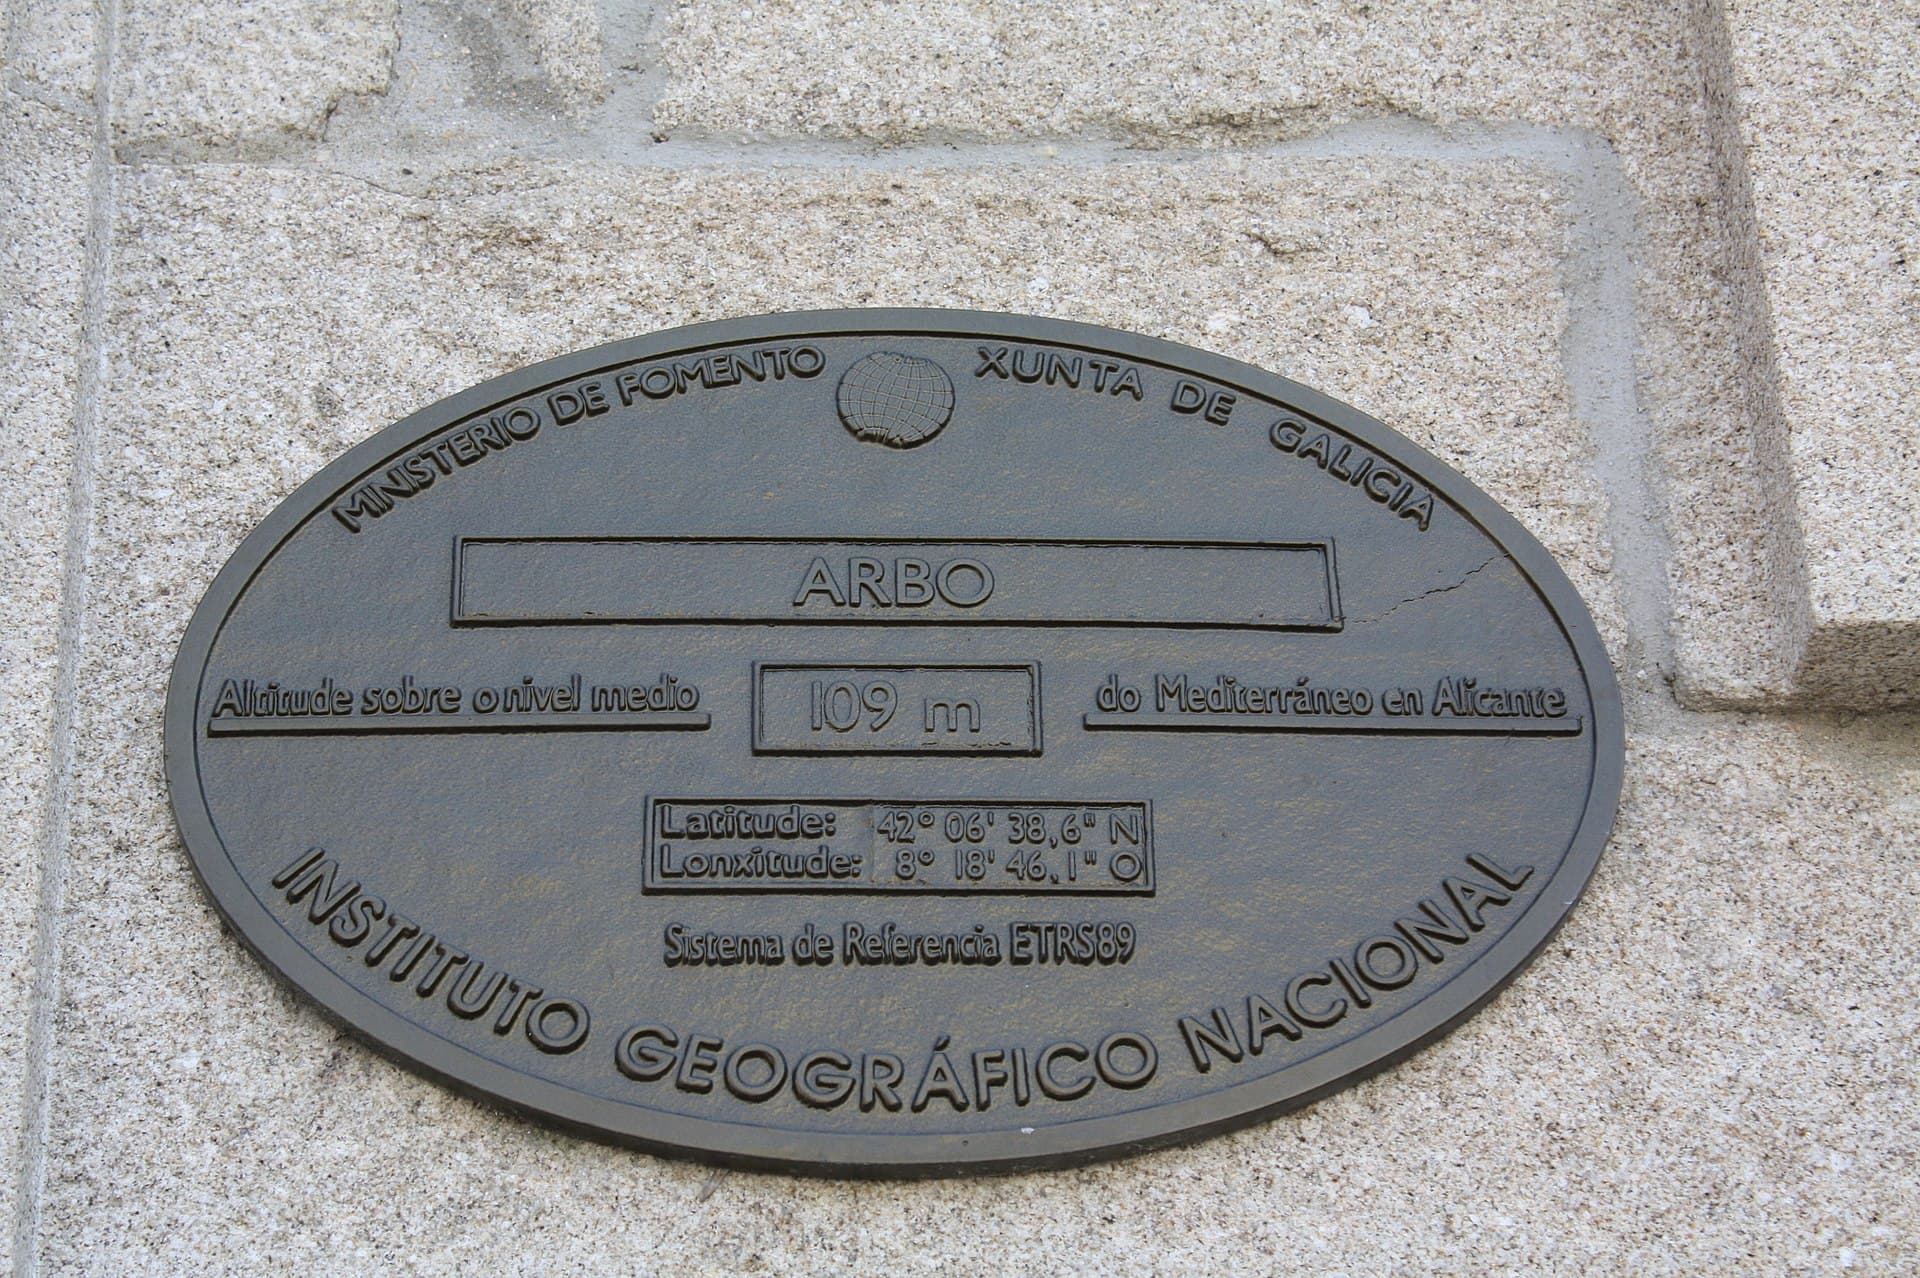 MINISTERIO DE FOMENTO
XUNTA DE GALICIA
ARBO
Altitude sobre o nivel medio
109 m
do Mediterráneo en Alicante
Latitude: 42° 06' 38,6" N
Lonxitude: 8° 18' 46,1" O
Sistema de Referencia ETRS89
INSTITUTO GEOGRÁFICO NACIONAL